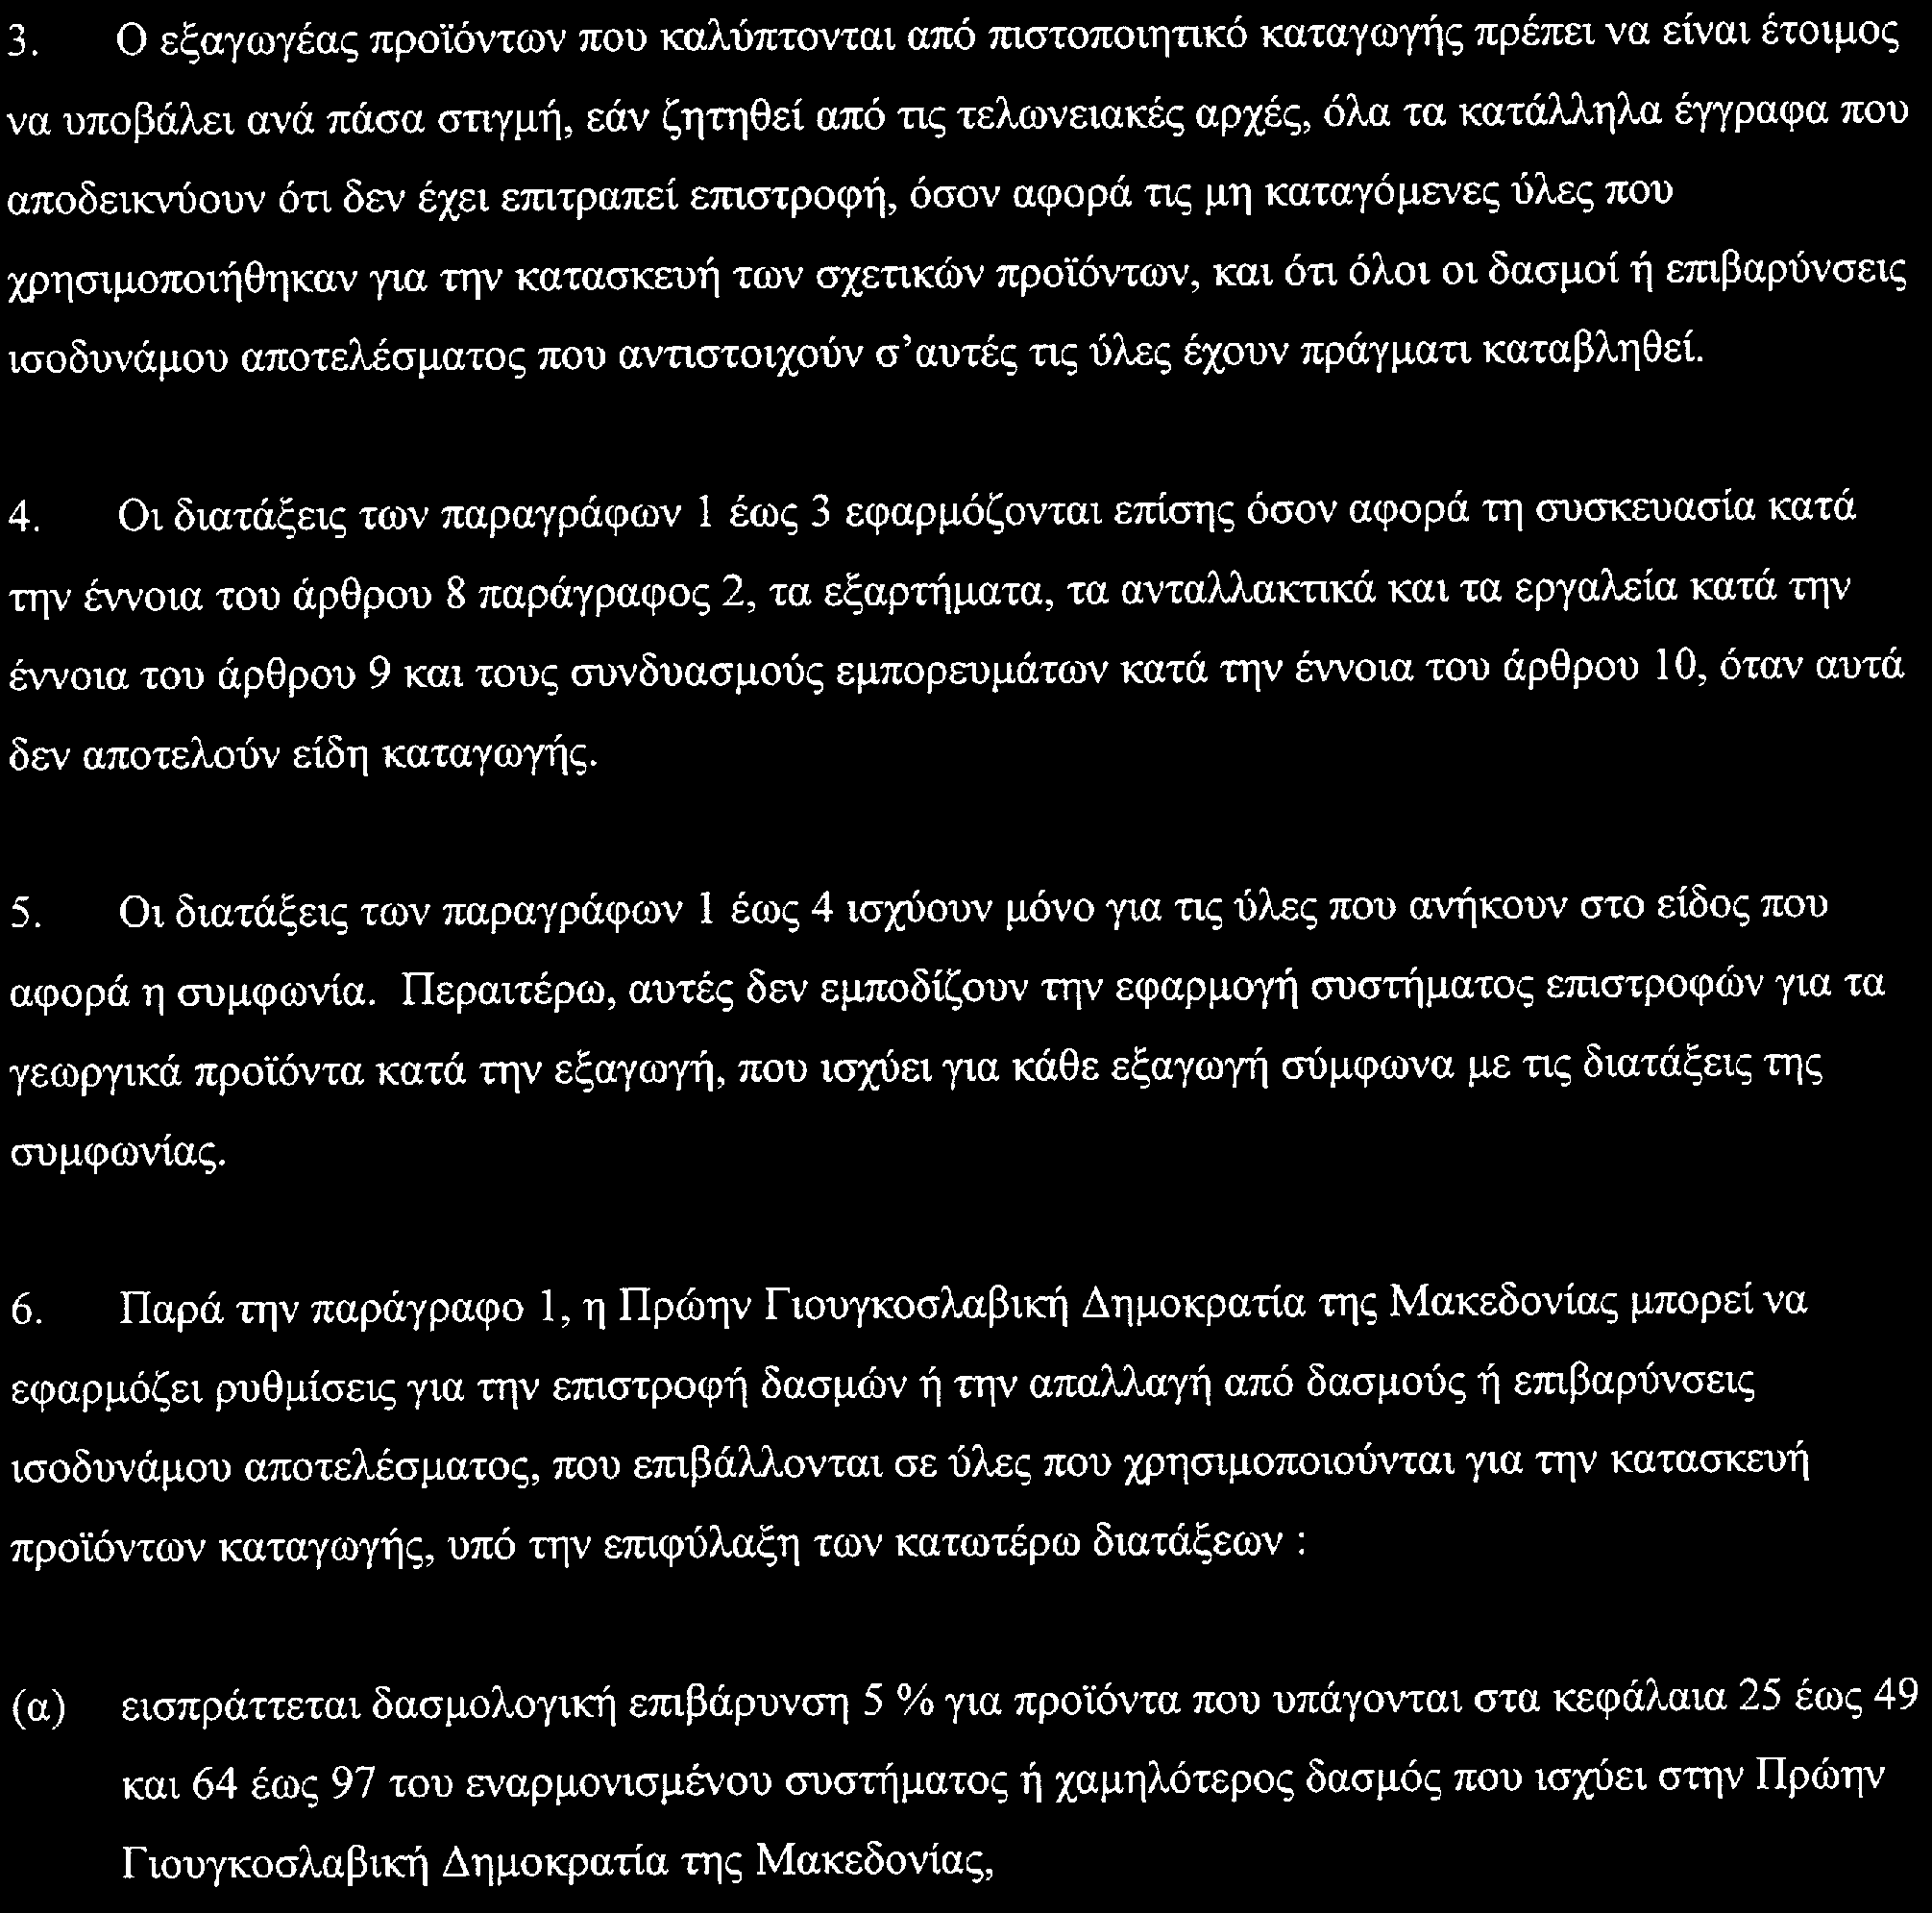 3. Ο εξαγωγέας προϊόντων που καλύπτονται από πιστοποιητικό καταγωγής πρέπει να είναι έτοιμος
να υποβάλει ανά πάσα στιγμή, εάν ζητηθεί από τις τελωνειακές αρχές, όλα τα κατάλληλα έγγραφα που
αποδεικνύουν ότι δεν έχει επιτραπεί επιστροφή, όσον αφορά τις μη καταγόμενες ύλες που
χρησιμοποιήθηκαν για την κατασκευή των σχετικών προϊόντων, και ότι όλοι οι δασμοί ή επιβαρύνσεις
ισοδυνάμου αποτελέσματος που αντιστοιχούν σ’αυτές τις ύλες έχουν πράγματι καταβληθεί.
4. Οι διατάξεις των παραγράφων 1 έως 3 εφαρμόζονται επίσης όσον αφορά τη συσκευασία κατά
την έννοια του άρθρου 8 παράγραφος 2, τα εξαρτήματα, τα ανταλλακτικά και τα εργαλεία κατά την
έννοια του άρθρου 9 και τους συνδυασμούς εμπορευμάτων κατά την έννοια του άρθρου 10, όταν αυτά
δεν αποτελούν είδη καταγωγής.
5. Οι διατάξεις των παραγράφων 1 έως 4 ισχύουν μόνο για τις ύλες που ανήκουν στο είδος που
αφορά η συμφωνία. Περαιτέρω, αυτές δεν εμποδίζουν την εφαρμογή συστήματος επιστροφών για τα
γεωργικά προϊόντα κατά την εξαγωγή, που ισχύει για κάθε εξαγωγή σύμφωνα με τις διατάξεις της
συμφωνίας.
6. Παρά την παράγραφο 1, η Πρώην Γιουγκοσλαβική Δημοκρατία της Μακεδονίας μπορεί να
εφαρμόζει ρυθμίσεις για την επιστροφή δασμών ή την απαλλαγή από δασμούς ή επιβαρύνσεις
ισοδυνάμου αποτελέσματος, που επιβάλλονται σε ύλες που χρησιμοποιούνται για την κατασκευή
προϊόντων καταγωγής, υπό την επιφύλαξη των κατωτέρω διατάξεων :
(α) εισπράττεται δασμολογική επιβάρυνση 5 % για προϊόντα που υπάγονται στα κεφάλαια 25 έως 49
και 64 έως 97 του εναρμονισμένου συστήματος ή χαμηλότερος δασμός που ισχύει στην Πρώην
Γιουγκοσλαβική Δημοκρατία της Μακεδονίας,